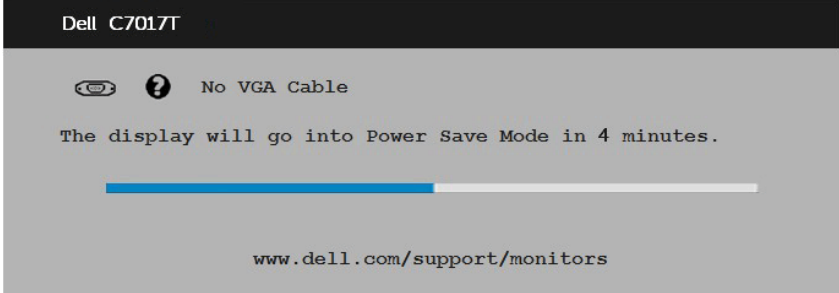 Dell C7017T
No VGA Cable
The display will go into Power Save Mode in 4 minutes.
www.dell.com/support/monitors